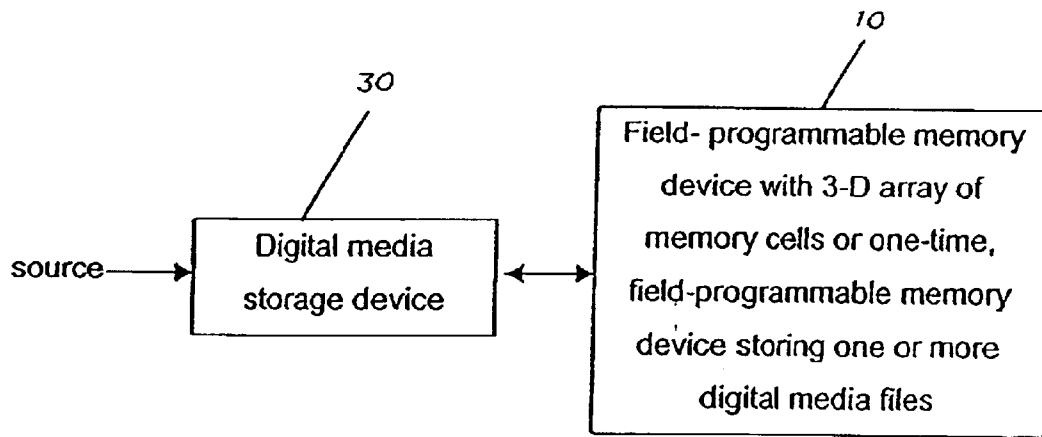 10
30
Field- programmable memory
device with 3-D array of
memory cells or one-time,
field-programmable memory
device storing one or more
digital media files
source
Digital media
storage device